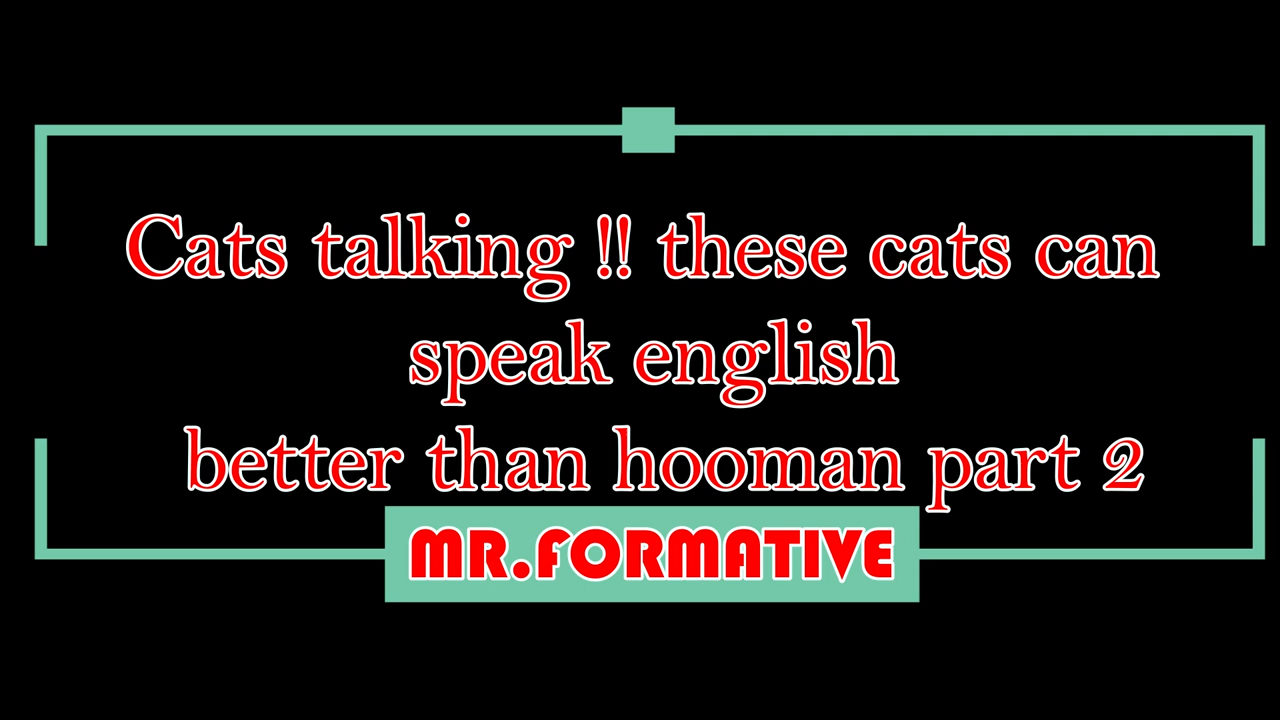 Cats talking !! these cats can
speak english
better than hooman part 2
MR.FORMATIVE